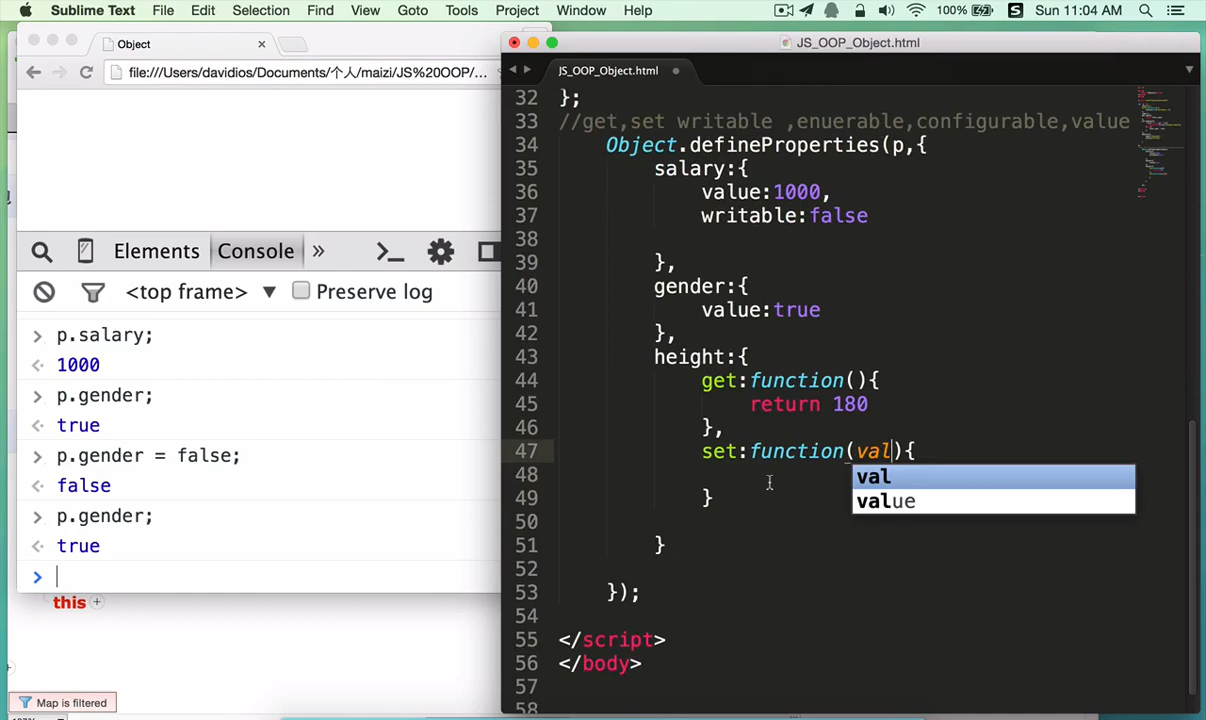 Sublime Text File Edit Selection Find View Goto Tools Project Window Help 100% Sun 11:04 AM
Object
file:///Users/davidios/Documents/个人/maizi/JS%20OOP/...
Elements Console »
<top frame> ▼ Preserve log
> p.salary;
1000
> p.gender;
true
> p.gender = false;
false
> p.gender;
true
>
this
Map is filtered
JS_OOP_Object.html
JS_OOP_Object.html
32 };
33 //get,set writable ,enuerable,configurable,value
34 Object.defineProperties(p,{
35 salary:{
36 value:1000,
37 writable:false
38
39 },
40 gender:{
41 value:true
42 },
43 height:{
44 get:function(){
45 return 180
46 },
47 set:function(val){
val
value
48
49 }
50
51 }
52
53 });
54
55 </script>
56 </body>
57
58